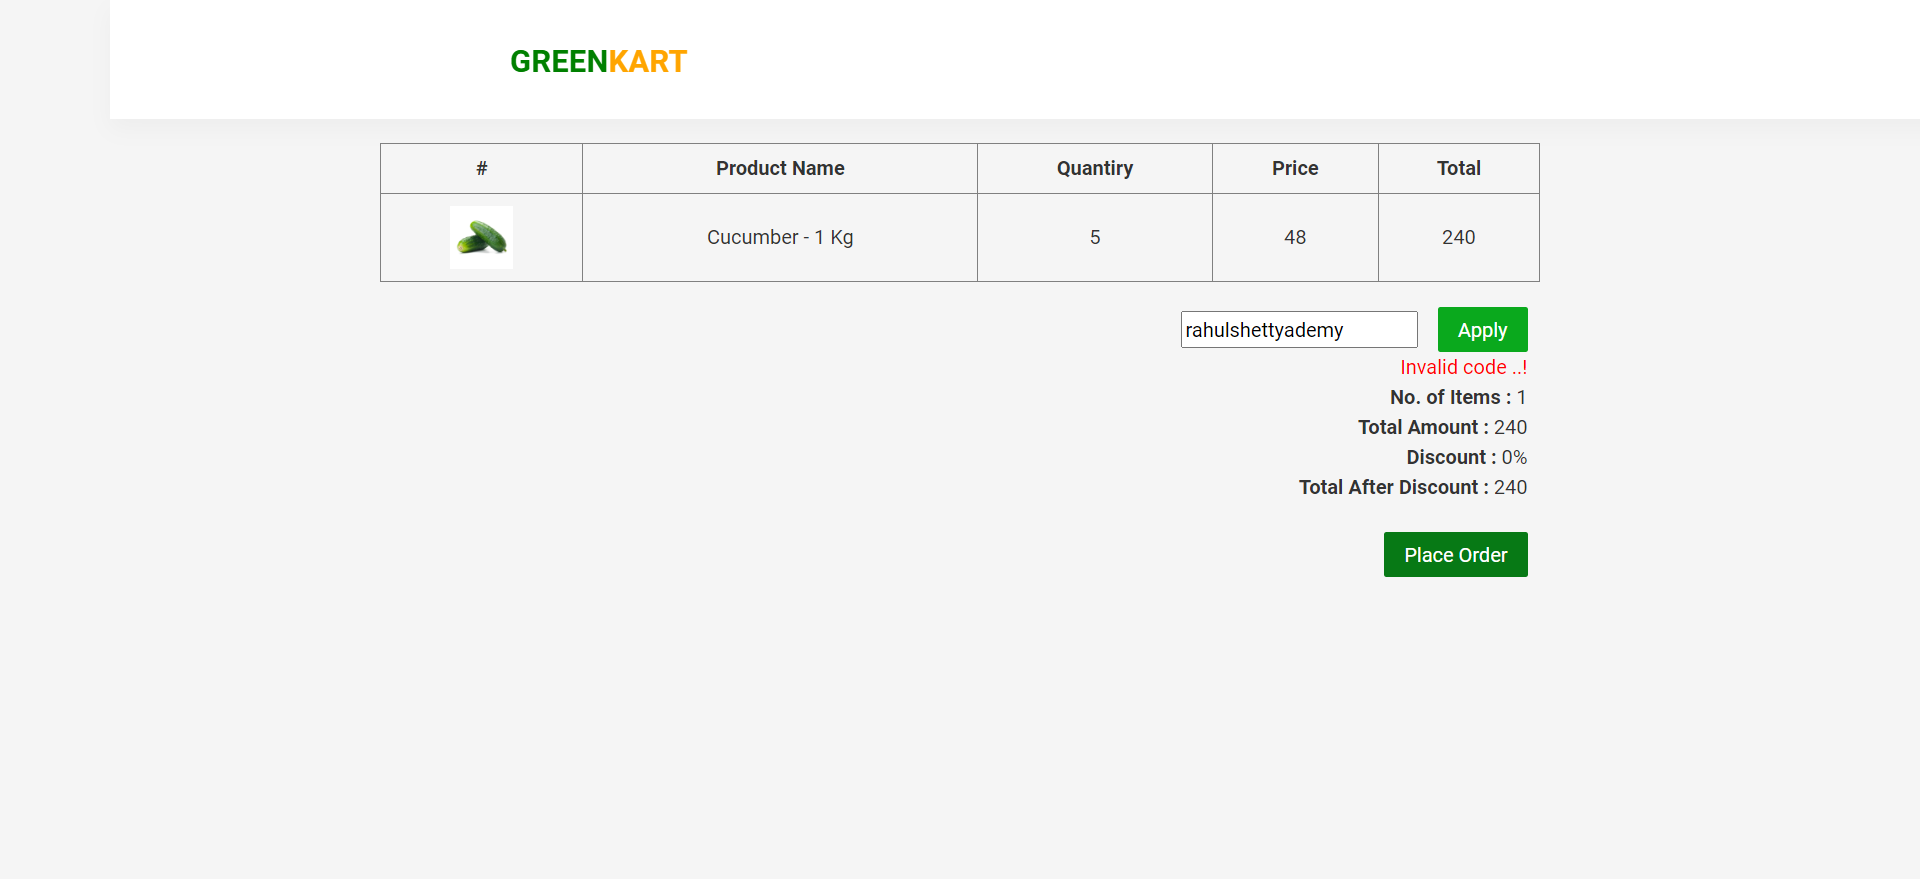 GREENKART
# Product Name Quantiry Price Total
Cucumber - 1 Kg 5 48 240
rahulshettyademy Apply
Invalid code ..!
No. of Items : 1
Total Amount : 240
Discount : 0%
Total After Discount : 240
Place Order